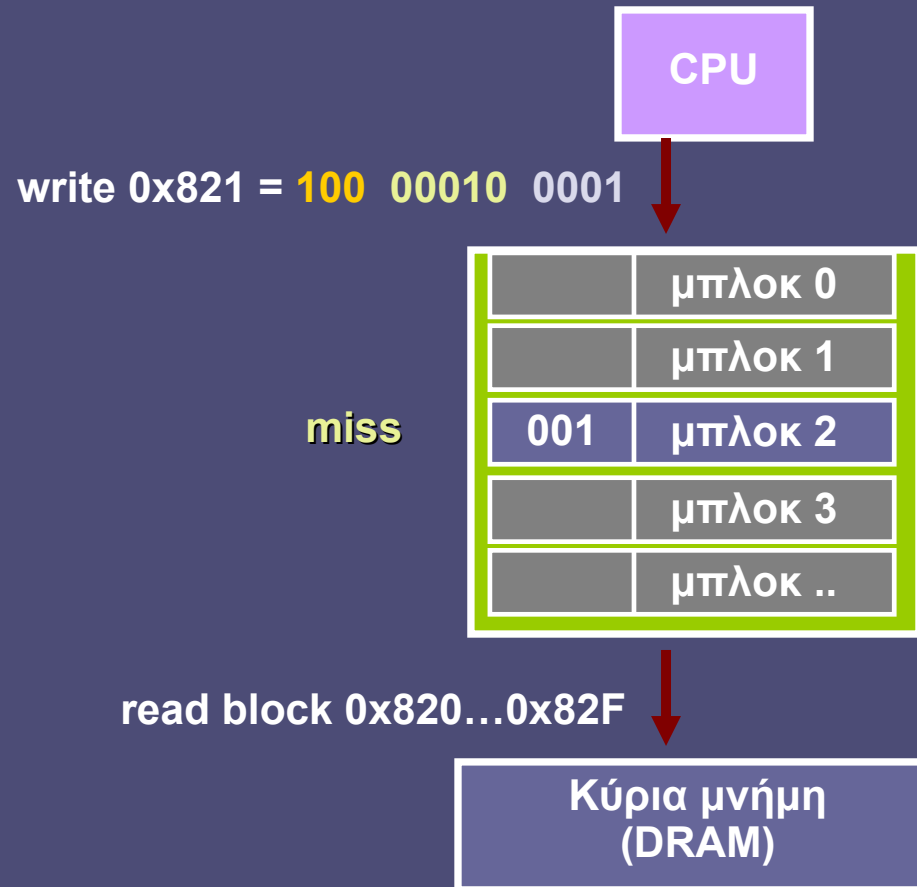 CPU
write 0x821 = 100 00010 0001
μπλοκ 0
μπλοκ 1
miss
001 μπλοκ 2
μπλοκ 3
μπλοκ ..
read block 0x820…0x82F
Κύρια μνήμη
(DRAM)